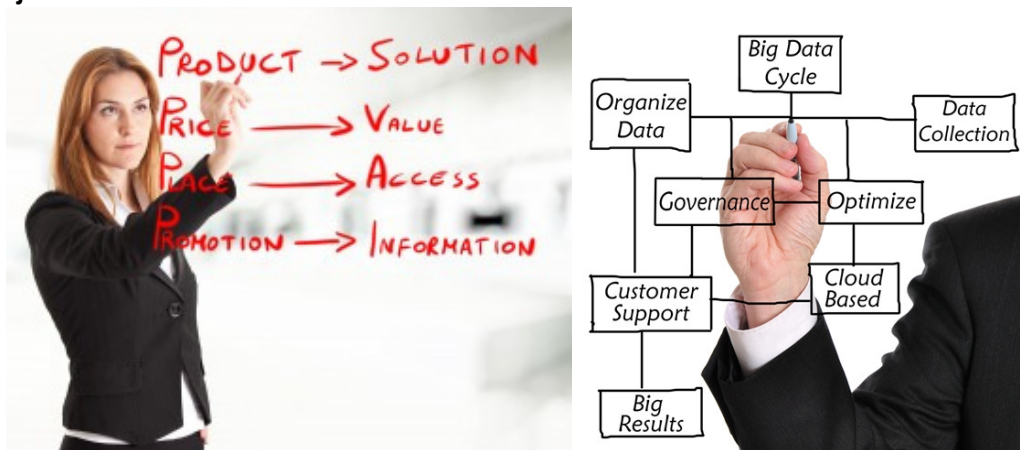 PRODUCT → SOLUTION
PRICE → VALUE
PLACE → ACCESS
PROMOTION → INFORMATION
Big Data
Cycle
Organize
Data
Data
Collection
Governance
Optimize
Customer
Support
Cloud
Based
Big
Results